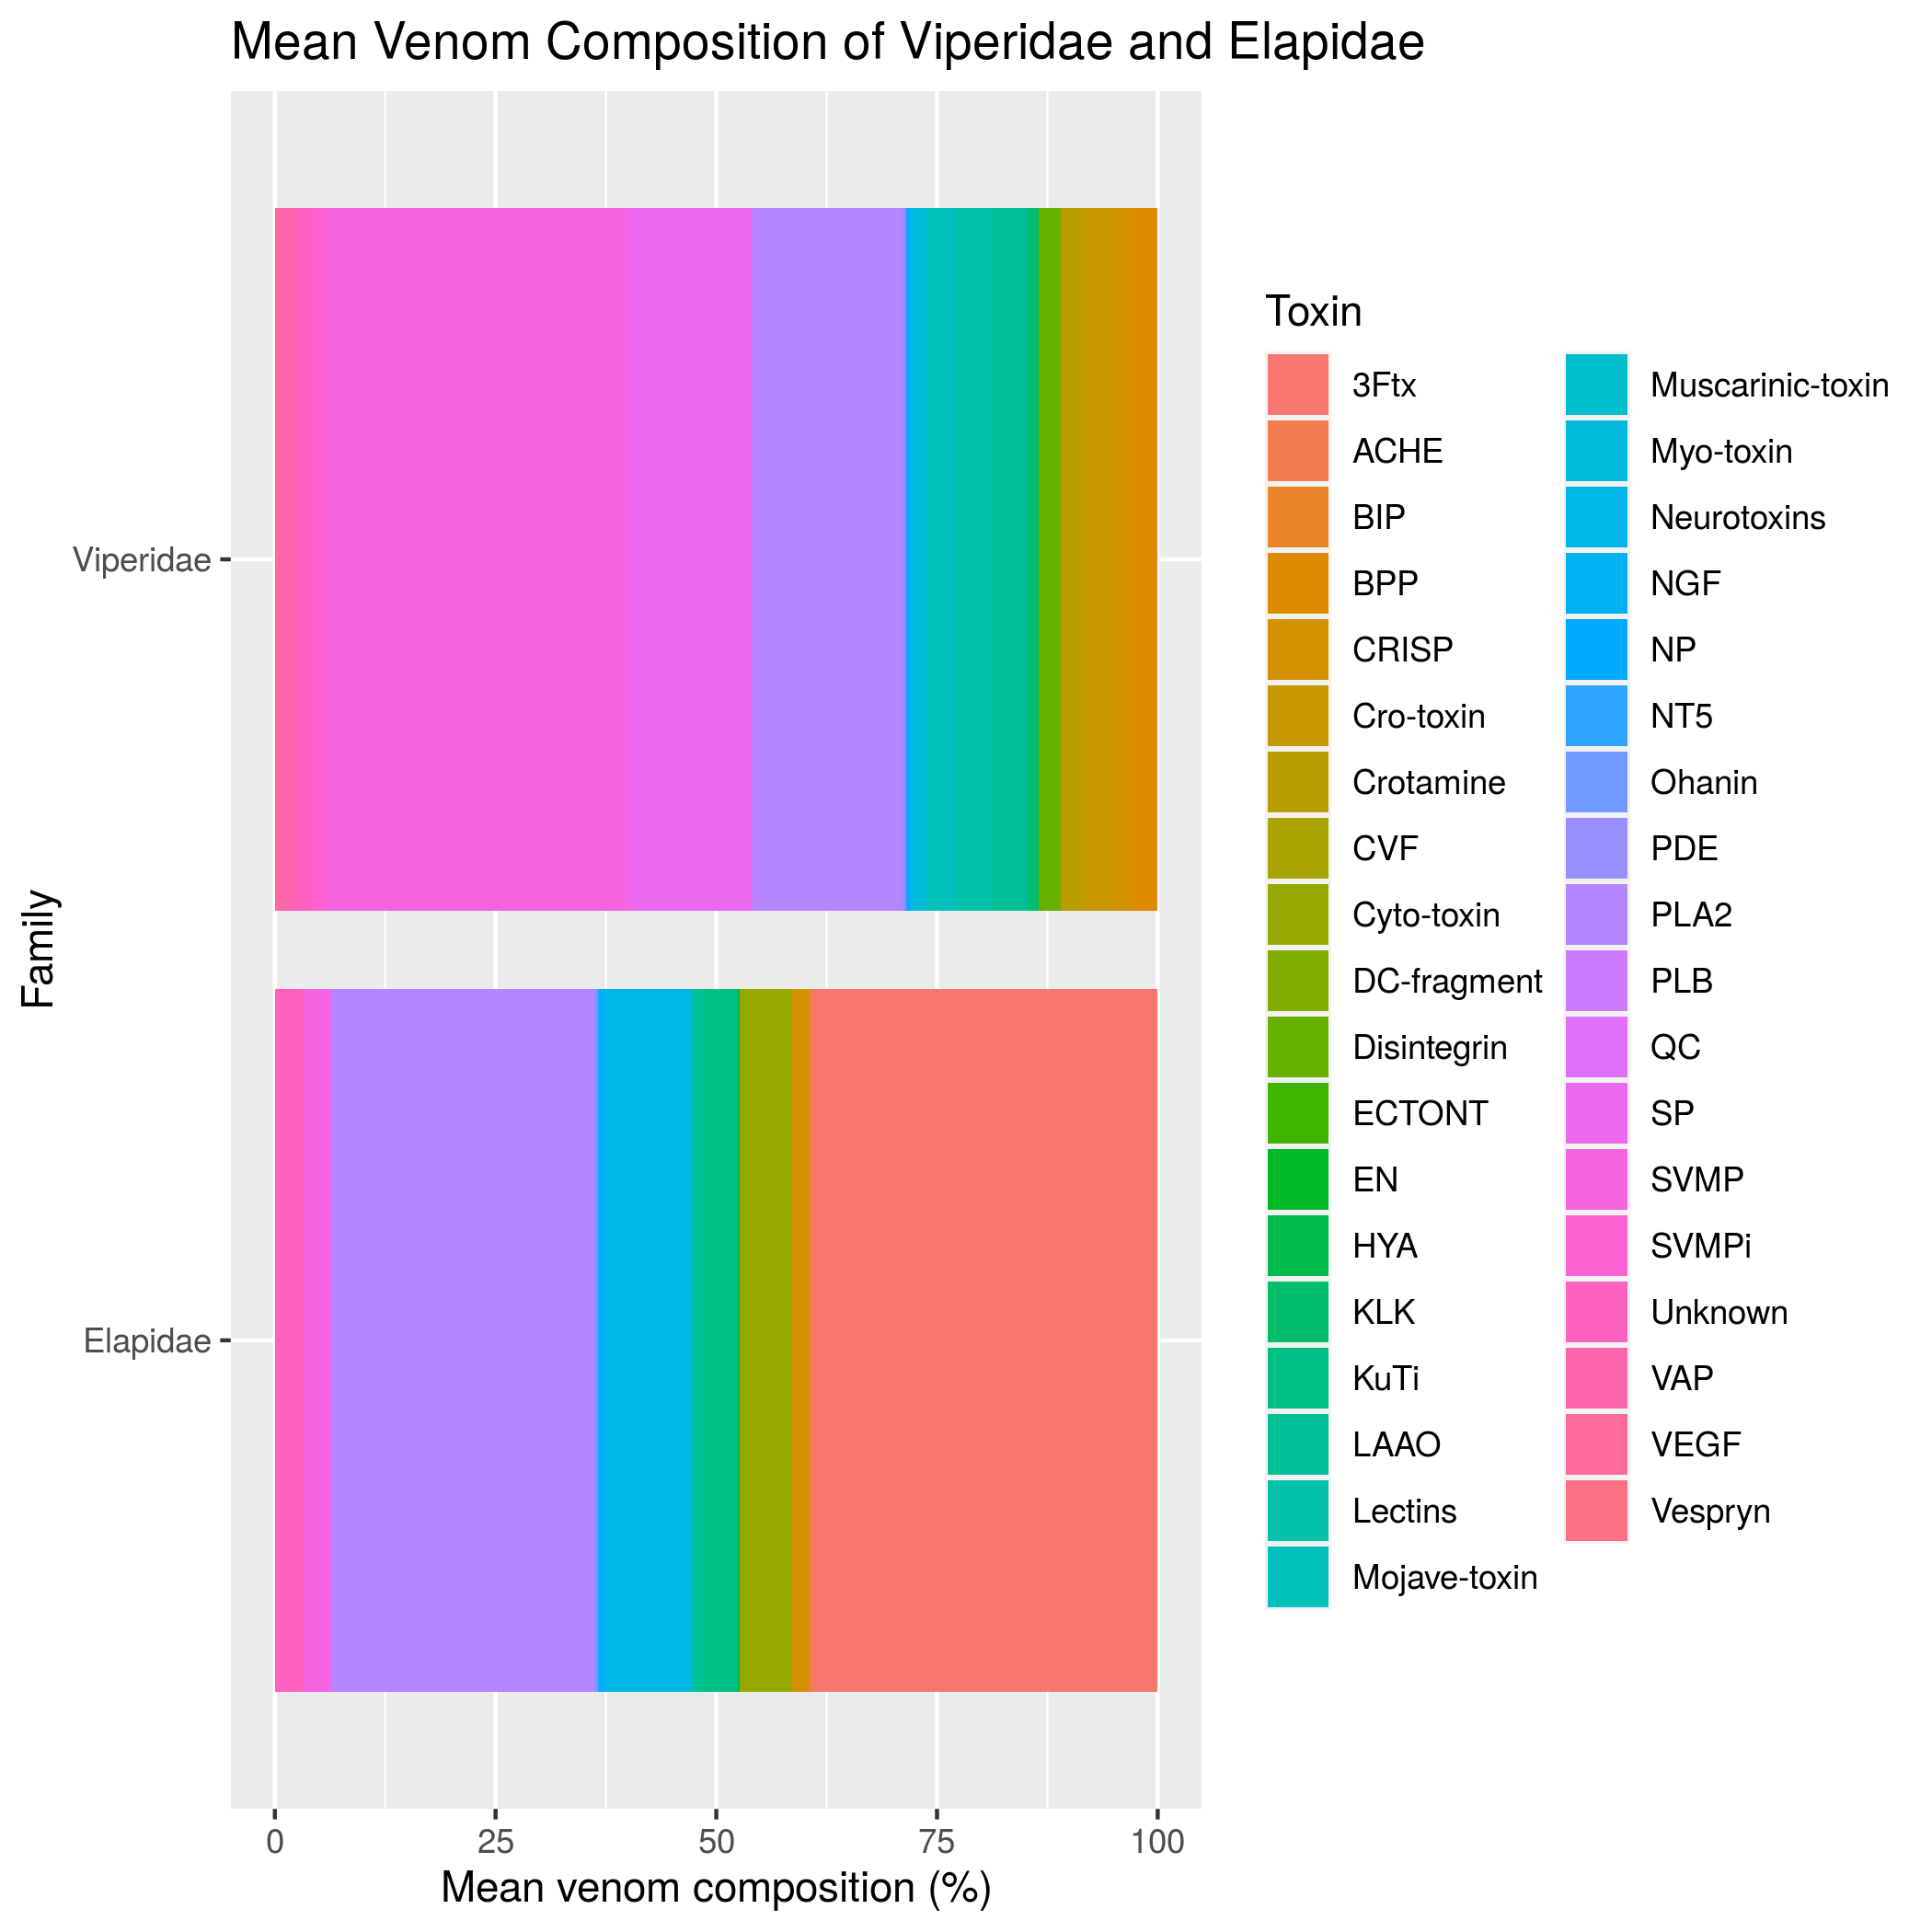 Mean Venom Composition of Viperidae and Elapidae
Family
Viperidae
Elapidae
0 25 50 75 100
Mean venom composition (%)
Toxin
3Ftx
ACHE
BIP
BPP
CRISP
Cro-toxin
Crotamine
CVF
Cyto-toxin
DC-fragment
Disintegrin
ECTONT
EN
HYA
KLK
KuTi
LAAO
Lectins
Mojave-toxin
Muscarinic-toxin
Myo-toxin
Neurotoxins
NGF
NP
NT5
Ohanin
PDE
PLA2
PLB
QC
SP
SVMP
SVMPi
Unknown
VAP
VEGF
Vespryn